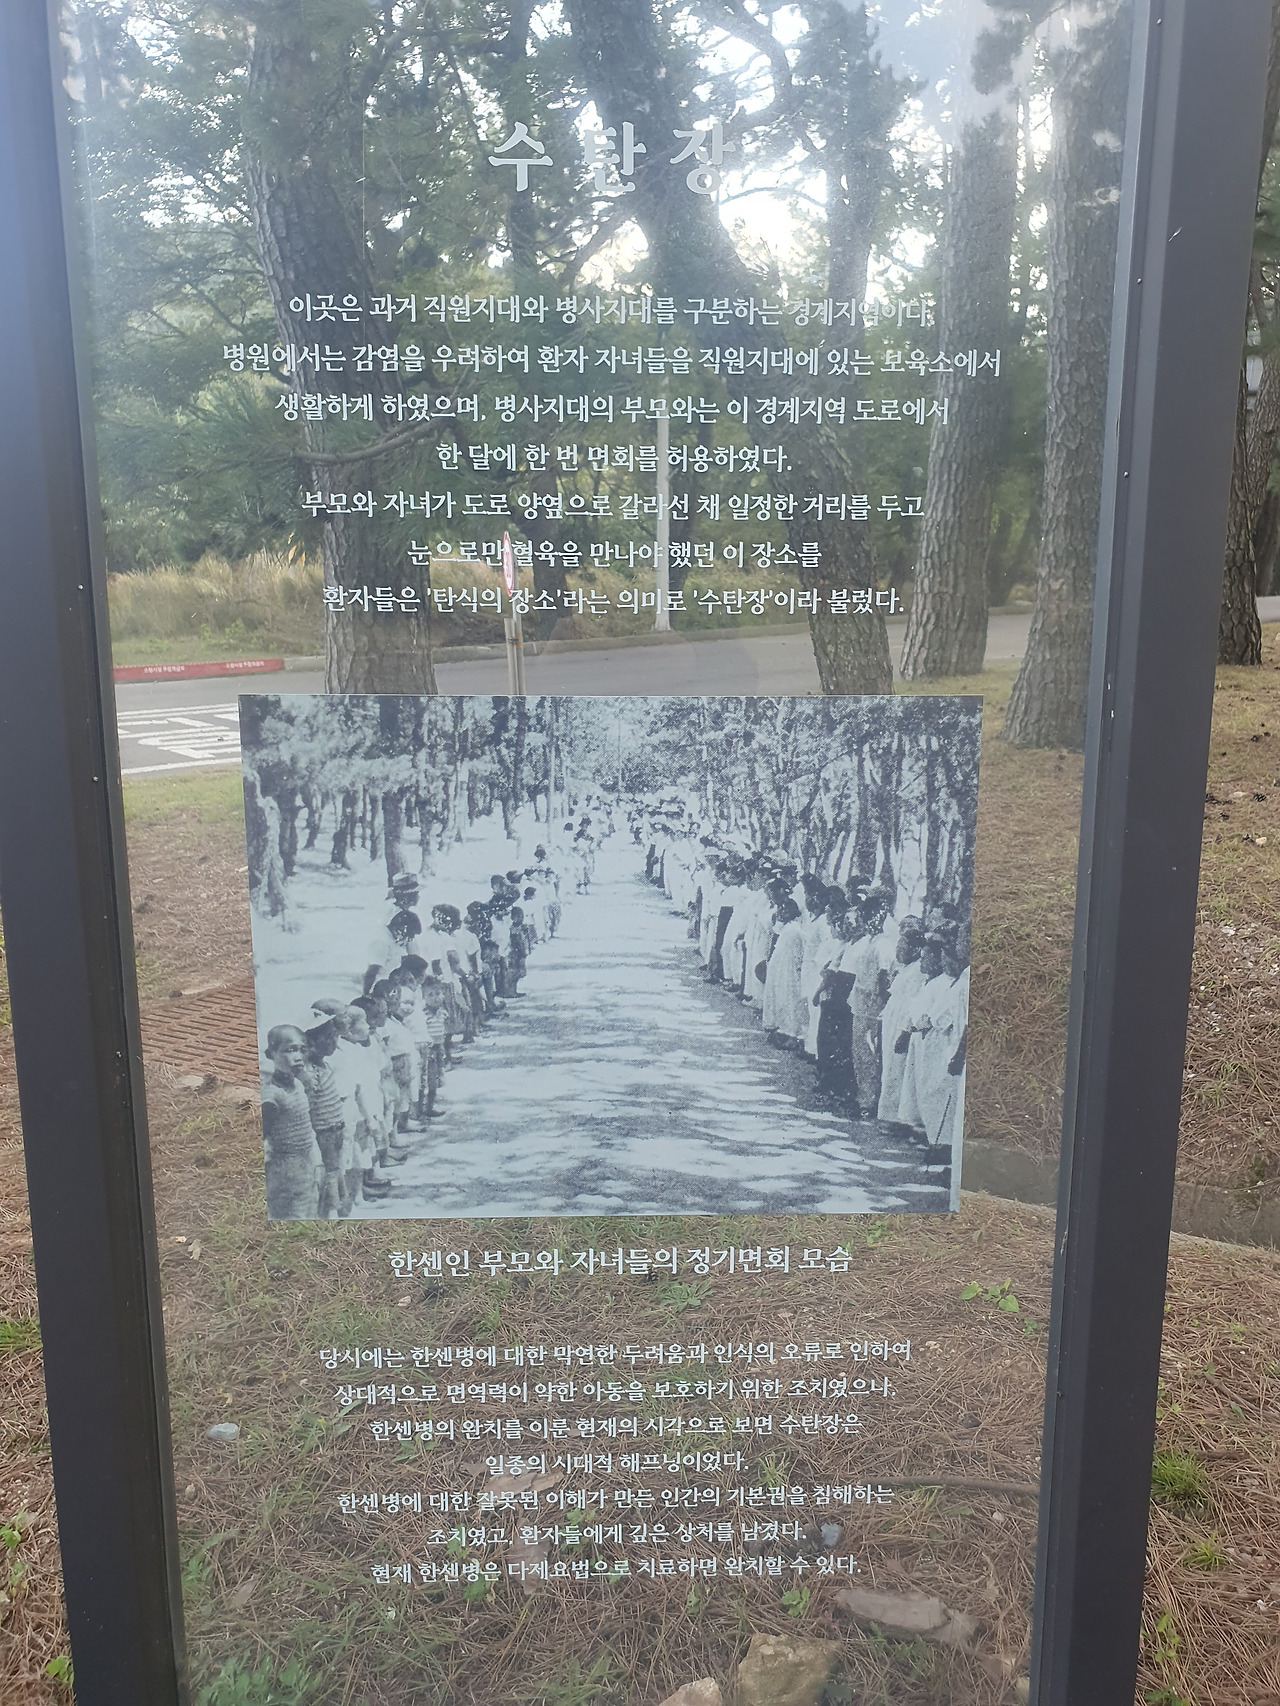 수탄장
이곳은 과거 직원지대와 병사지대를 구분하는 경계지역이다.
병원에서는 감염을 우려하여 환자 자녀들을 직원지대에 있는 보육소에서
생활하게 하였으며, 병사지대의 부모와는 이 경계지역 도로에서
한 달에 한 번 면회를 허용하였다.
부모와 자녀가 도로 양옆으로 갈라선 채 일정한 거리를 두고
눈으로만 혈육을 만나야 했던 이 장소를
환자들은 '탄식의 장소'라는 의미로 '수탄장'이라 불렀다.
한센인 부모와 자녀들의 정기면회 모습
당시에는 한센병에 대한 막연한 두려움과 인식의 오류로 인하여
상대적으로 면역력이 약한 아동을 보호하기 위한 조치였으나,
한센병의 완치를 이룬 현재의 시각으로 보면 수탄장은
일종의 시대적 해프닝이었다.
한센병에 대한 잘못된 이해가 만든 인간의 기본권을 침해하는
조치였고, 환자들에게 깊은 상처를 남겼다.
현재 한센병은 다제요법으로 치료하면 완치할 수 있다.